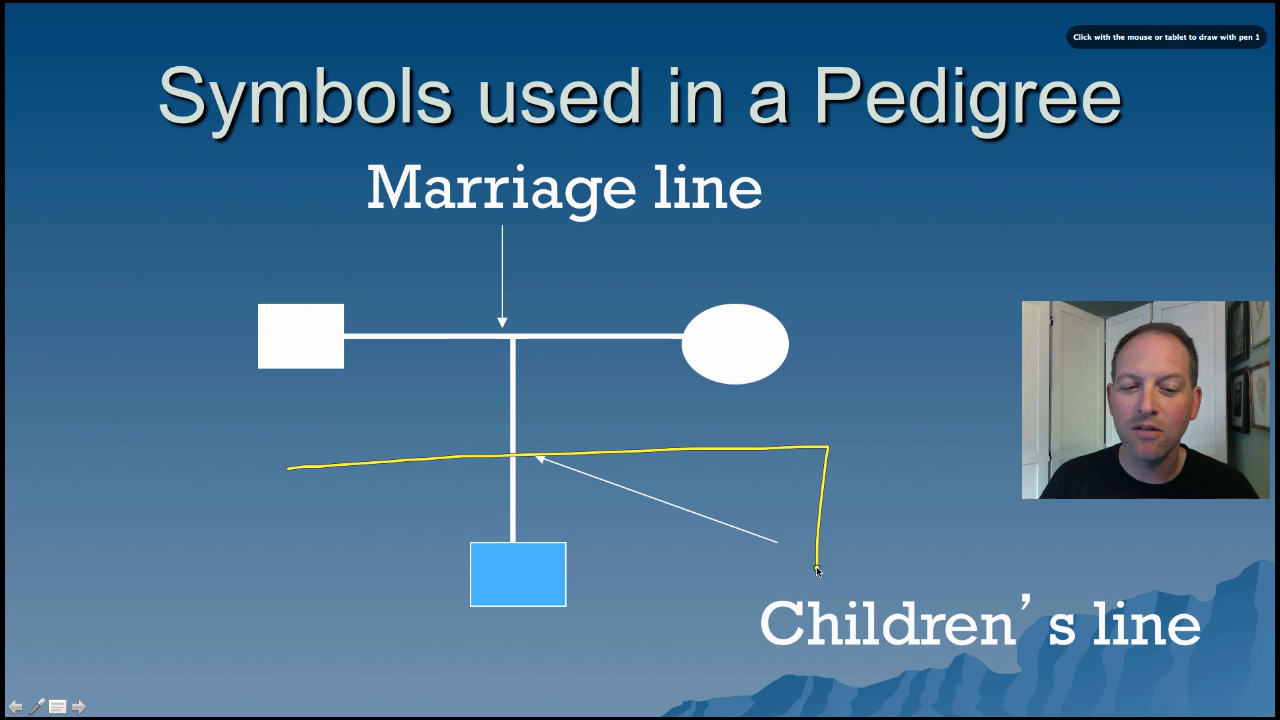 Click with the mouse or tablet to draw with pen 1
Symbols used in a Pedigree
Marriage line
Children’s line